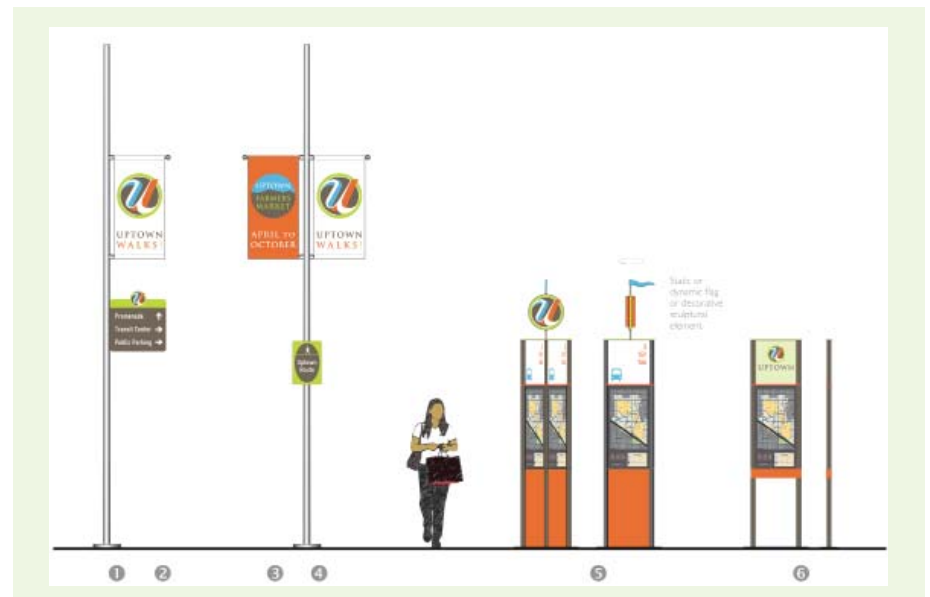 UPTOWN
WALKS!
Promenade
Transit Center
Public Parking
UPTOWN
FARMERS
MARKET
APRIL TO
OCTOBER
UPTOWN
WALKS!
Uptown
Route
Static or
dynamic flag
or decorative
sculptural
element
UPTOWN
1 2 3 4 5 6